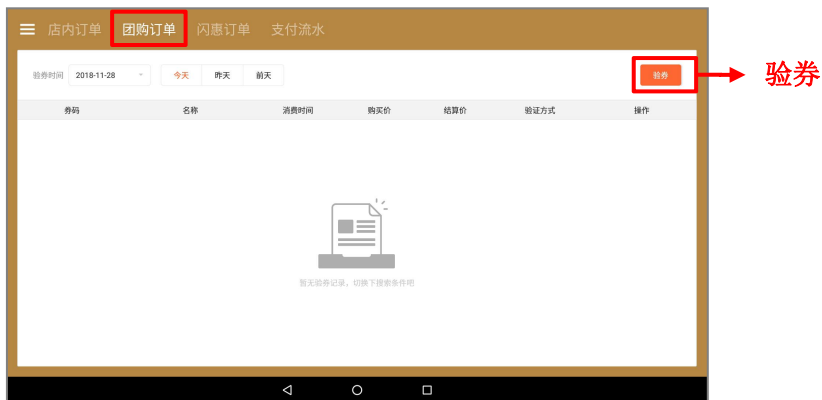 店内订单 团购订单 闪惠订单 支付流水
验券时间 2018-11-28 今天 昨天 前天 验券
验券
券码 名称 消费时间 购买价 结算价 验证方式 操作
暂无验券记录，切换下搜索条件吧